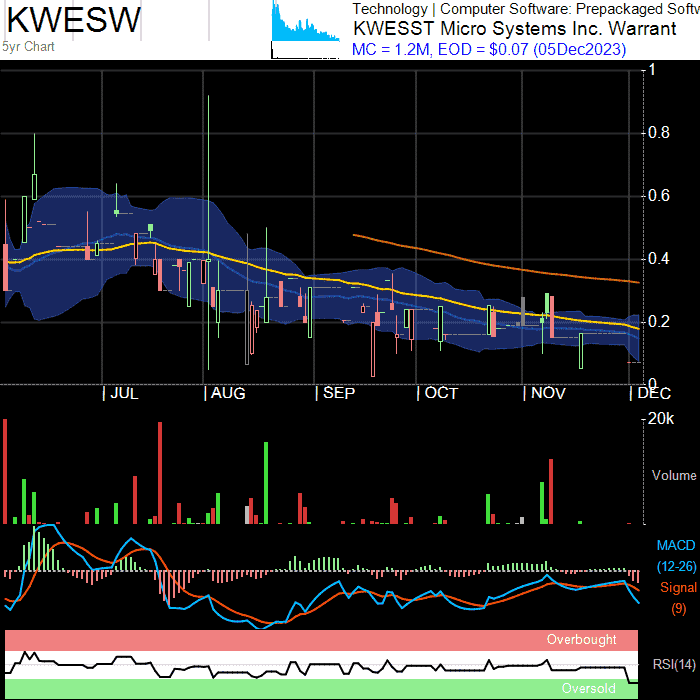 KWESW
5yr Chart
Technology | Computer Software: Prepackaged Softw
KWESST Micro Systems Inc. Warrant
MC = 1.2M, EOD = $0.07 (05Dec2023)
1
0.8
0.6
0.4
0.2
0
JUL
AUG
SEP
OCT
NOV
DEC
20k
Volume
MACD
(12-26)
Signal
(9)
Overbought
RSI(14)
Oversold